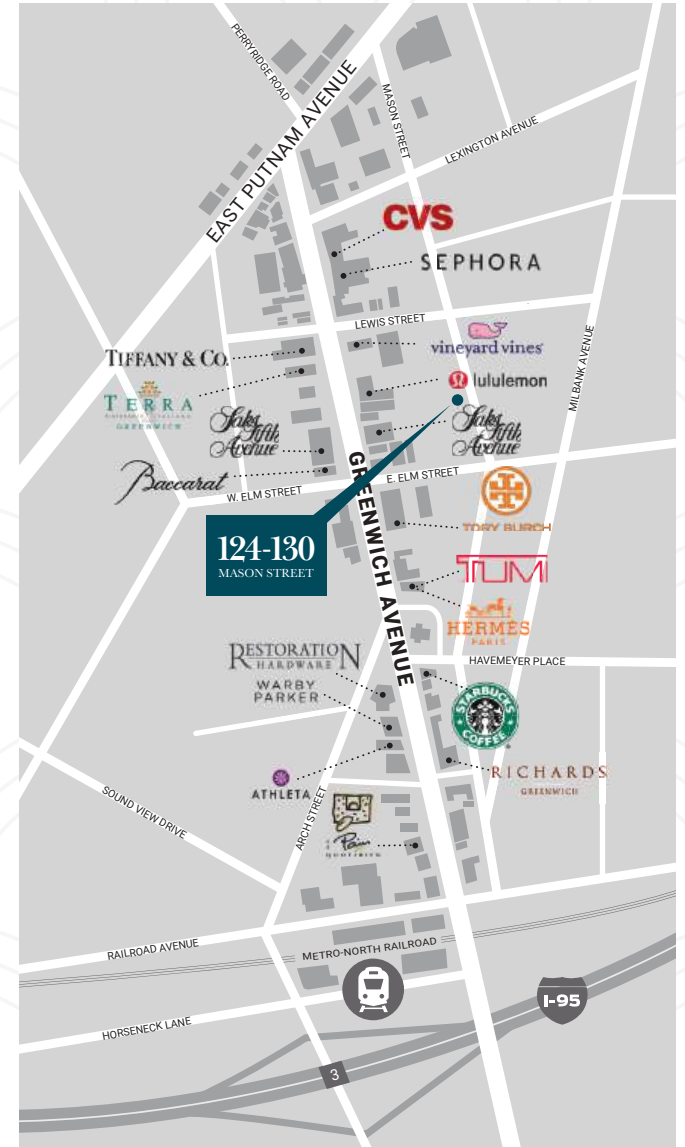 PERRYRIDGE ROAD
EAST PUTNAM AVENUE
MASON STREET
LEXINGTON AVENUE
CVS
SEPHORA
LEWIS STREET
vineyard vines
MILBANK AVENUE
TIFFANY & CO.
lululemon
TERRA
GREENWICH
Saks
Fifth
Avenue
Saks
Fifth
Avenue
Baccarat
W. ELM STREET
E. ELM STREET
GREENWICH AVENUE
TORY BURCH
124-130
MASON STREET
TUMI
HERMÈS
PARIS
RESTORATION
HARDWARE
HAVEMEYER PLACE
WARBY
PARKER
STARBUCKS
COFFEE
RICHARDS
GREENWICH
ATHLETA
SOUND VIEW DRIVE
ARCH STREET
Pain
QUOTIDIEN
RAILROAD AVENUE
METRO-NORTH RAILROAD
I-95
HORSENECK LANE
3